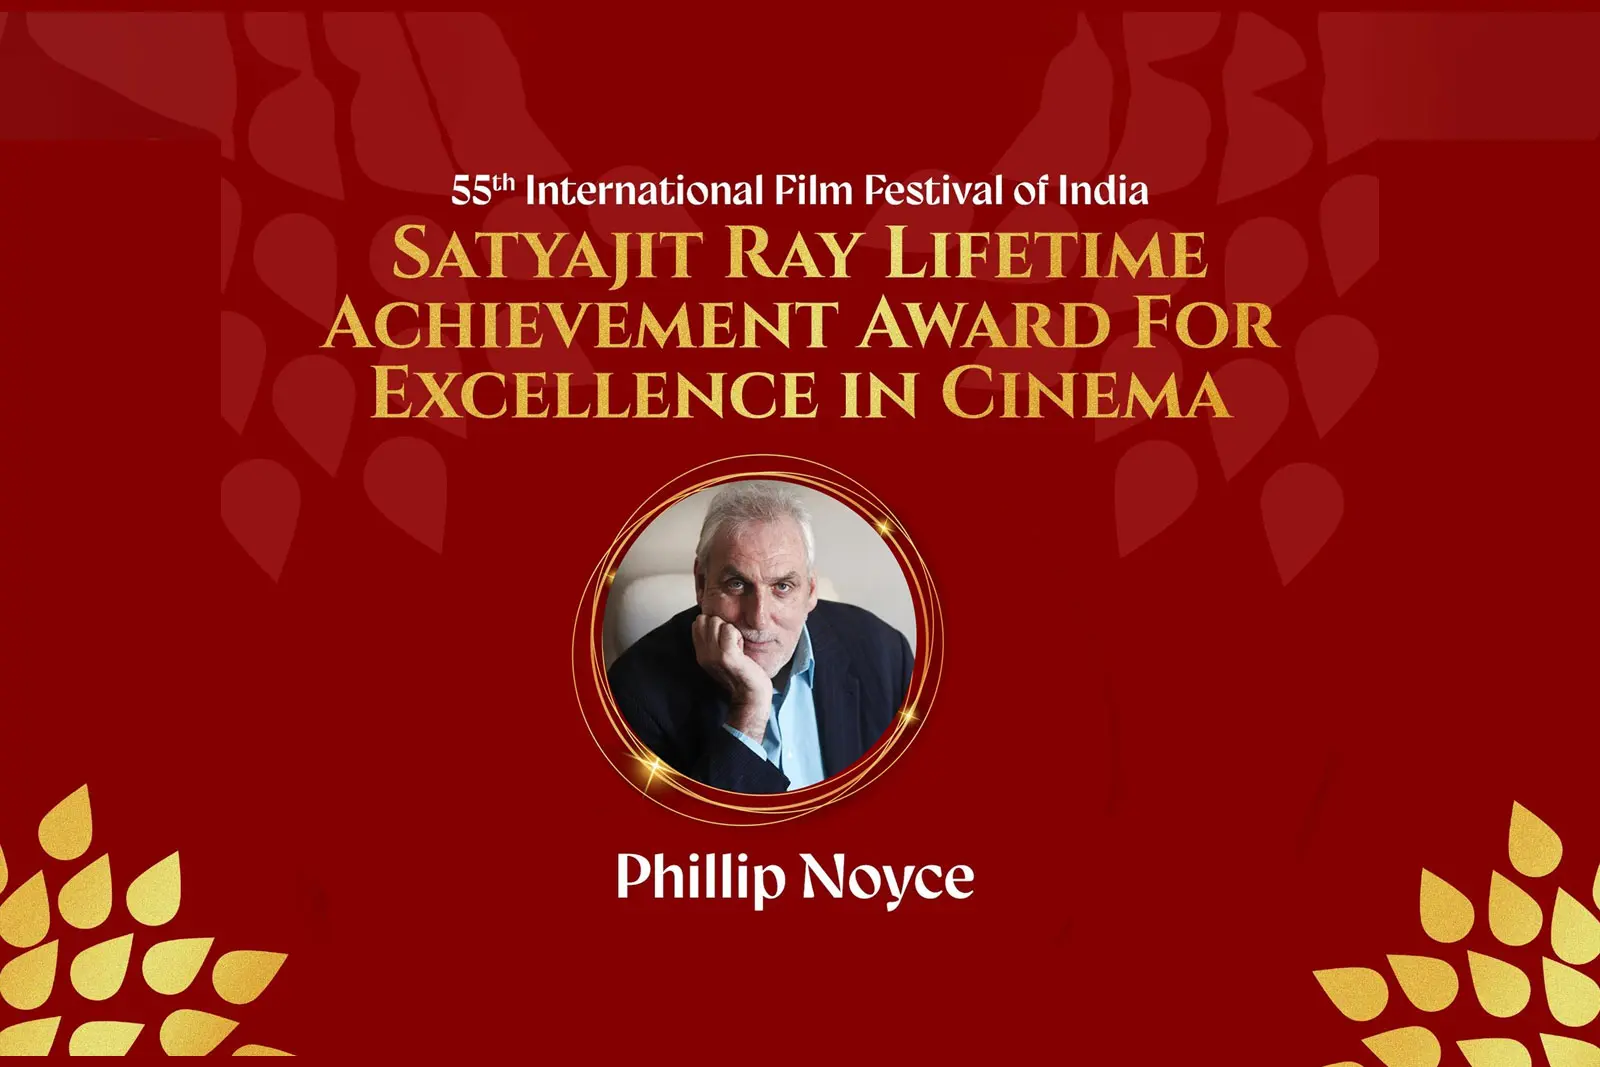 55th International Film Festival of India
Satyajit Ray Lifetime
Achievement Award For
Excellence in Cinema
Phillip Noyce